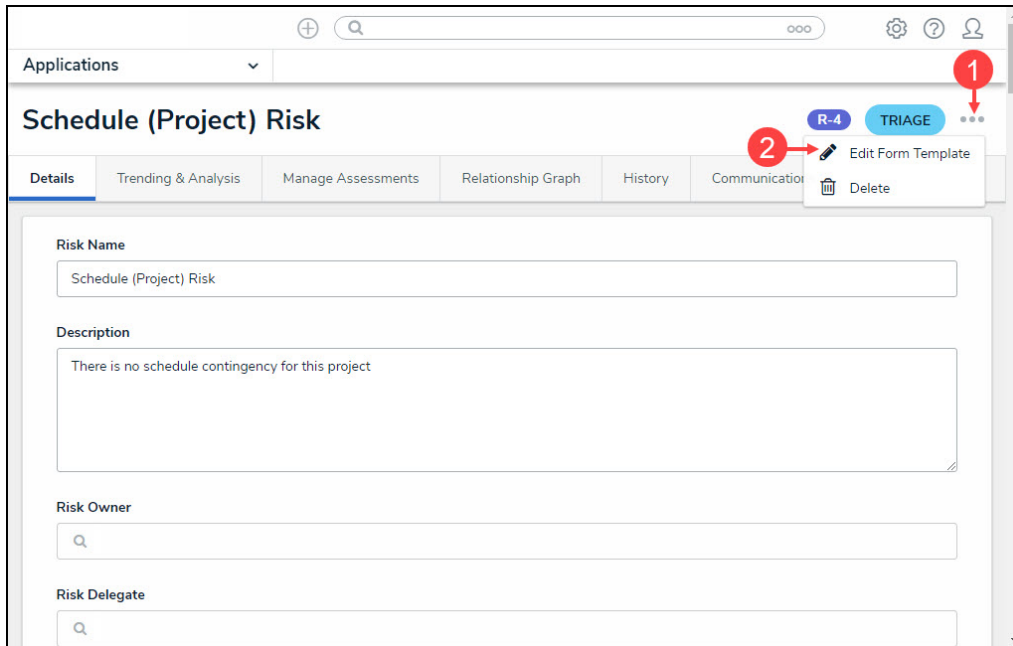 ooo
Applications
1
Schedule (Project) Risk
R-4
TRIAGE
2
Edit Form Template
Details
Trending & Analysis
Manage Assessments
Relationship Graph
History
Communication
Delete
Risk Name
Schedule (Project) Risk
Description
There is no schedule contingency for this project
Risk Owner
Risk Delegate